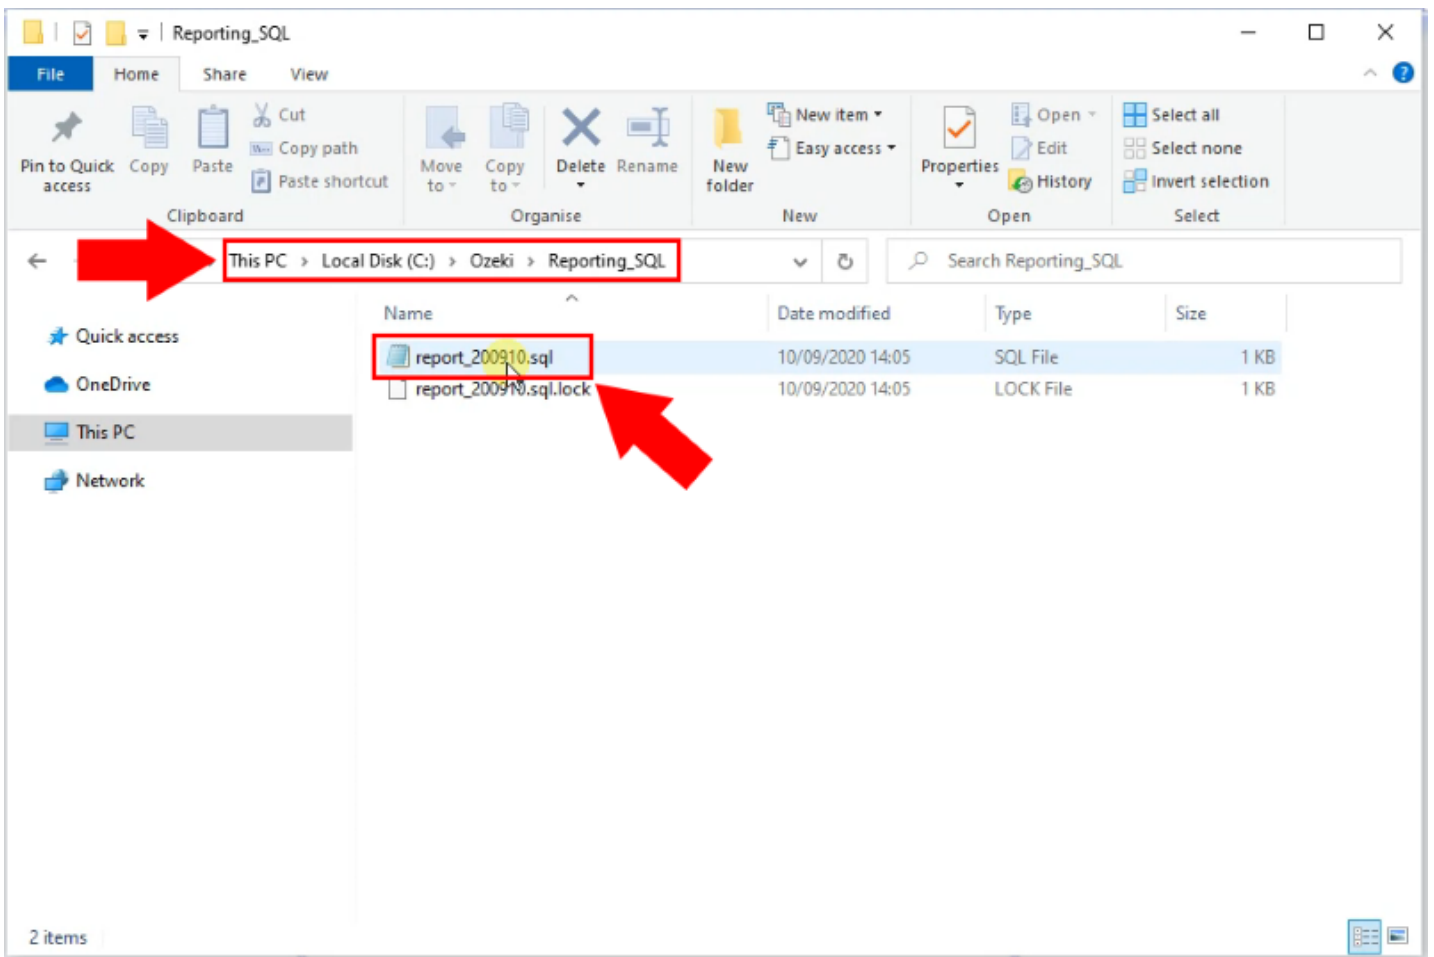 Reporting_SQL
File Home Share View
Pin to Quick access
Copy
Paste
Cut
Copy path
Paste shortcut
Clipboard
Move to
Copy to
Delete
Rename
Organise
New folder
New item
Easy access
New
Properties
Open
Edit
History
Open
Select all
Select none
Invert selection
Select
This PC > Local Disk (C:) > Ozeki > Reporting_SQL
Search Reporting_SQL
Quick access
OneDrive
This PC
Network
Name Date modified Type Size
report_200910.sql 10/09/2020 14:05 SQL File 1 KB
report_200910.sql.lock 10/09/2020 14:05 LOCK File 1 KB
2 items